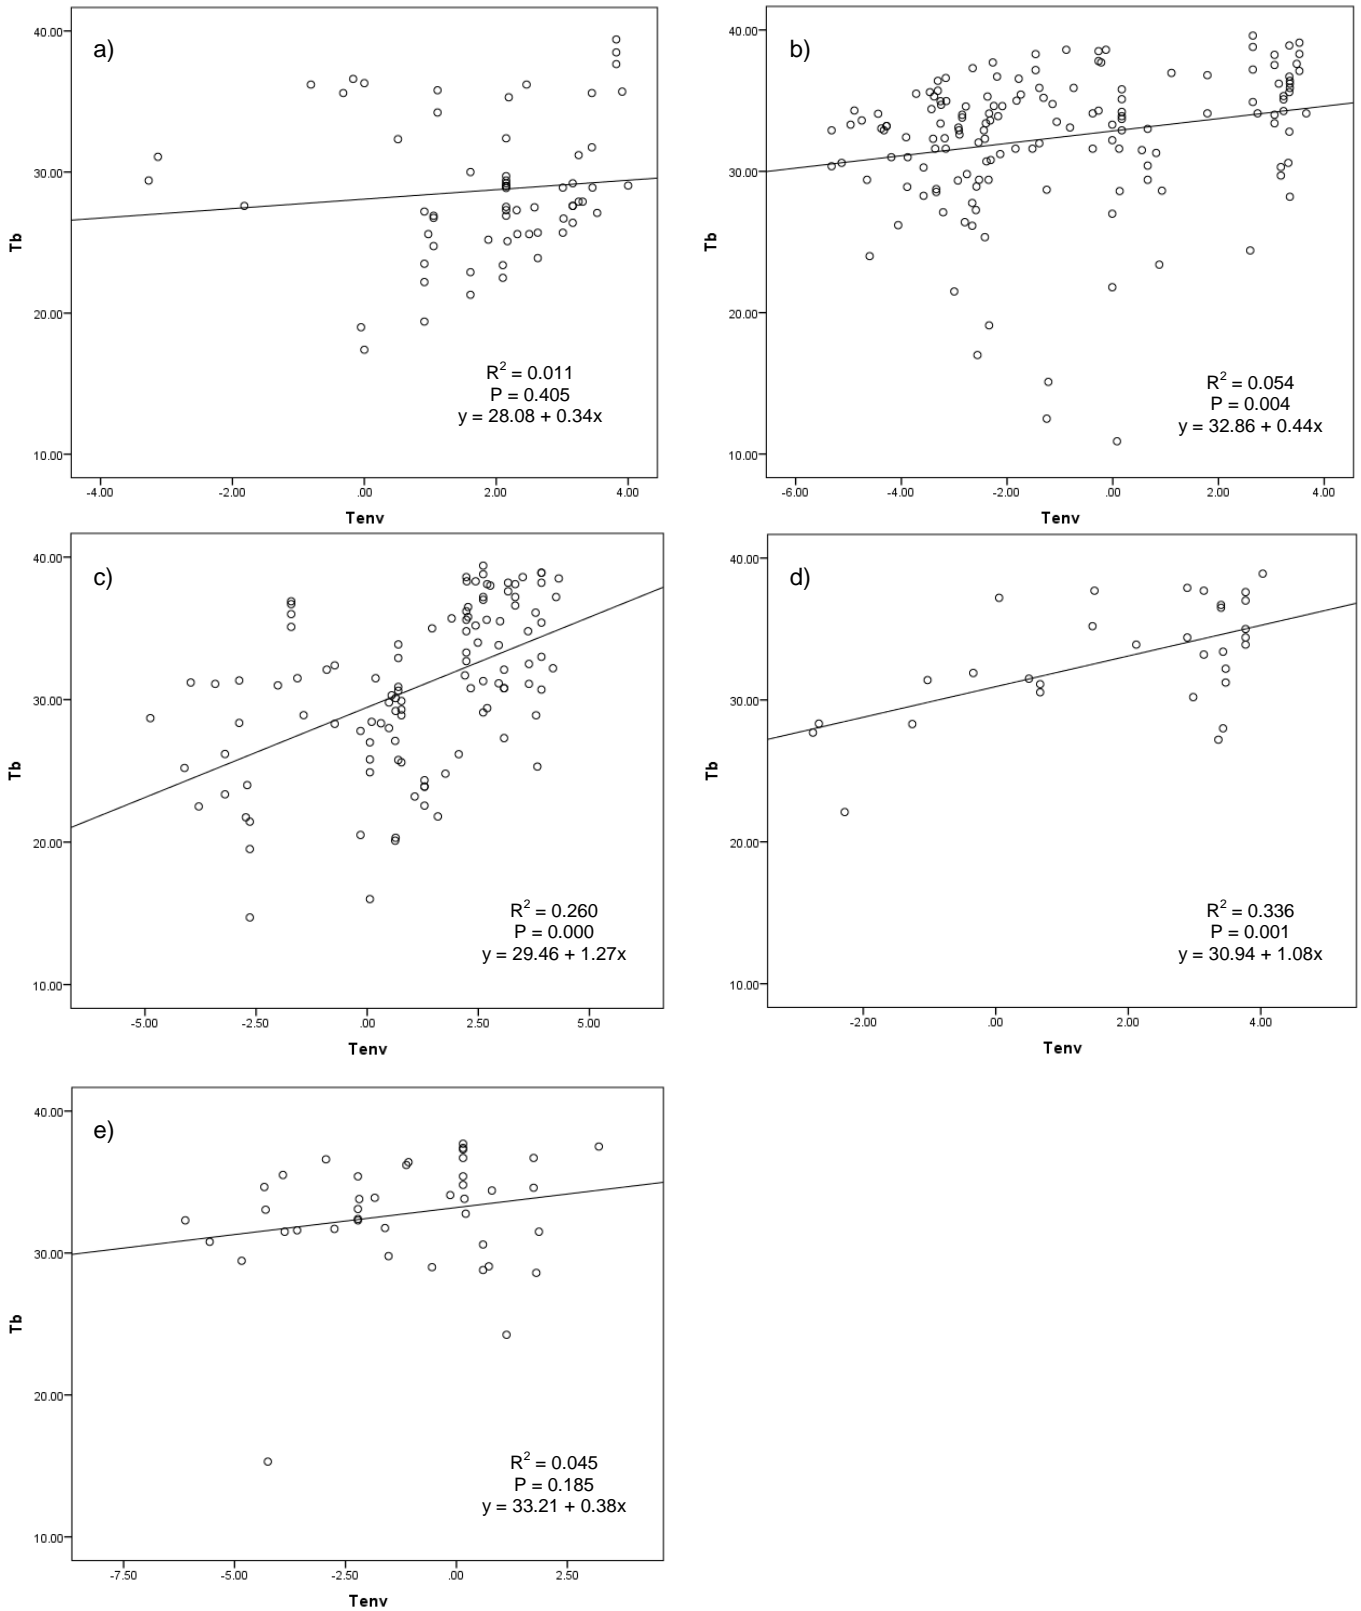 a)
40.00
30.00
20.00
10.00
Tb
R² = 0.011
P = 0.405
y = 28.08 + 0.34x
-4.00 -2.00 .00 2.00 4.00
Tenv
b)
40.00
30.00
20.00
10.00
Tb
R² = 0.054
P = 0.004
y = 32.86 + 0.44x
-6.00 -4.00 -2.00 .00 2.00 4.00
Tenv
c)
40.00
30.00
20.00
10.00
Tb
R² = 0.260
P = 0.000
y = 29.46 + 1.27x
-5.00 -2.50 .00 2.50 5.00
Tenv
d)
40.00
30.00
20.00
10.00
Tb
R² = 0.336
P = 0.001
y = 30.94 + 1.08x
-2.00 .00 2.00 4.00
Tenv
e)
40.00
30.00
20.00
10.00
Tb
R² = 0.045
P = 0.185
y = 33.21 + 0.38x
-7.50 -5.00 -2.50 .00 2.50
Tenv